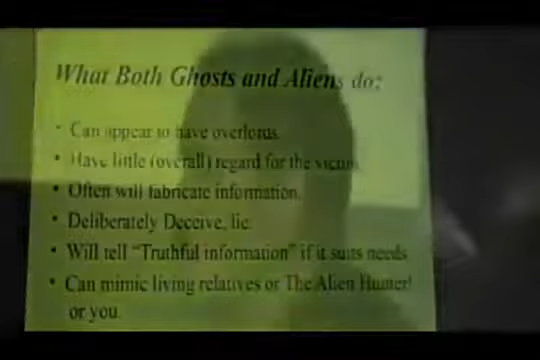 What Both Ghosts and Aliens do:
• Can appear to have overlords.
• Have little (overall) regard for the victim
• Often will fabricate information.
• Deliberately Deceive, lie.
• Will tell “Truthful information” if it suits needs.
• Can mimic living relatives or The Alien Hunter!
or you.